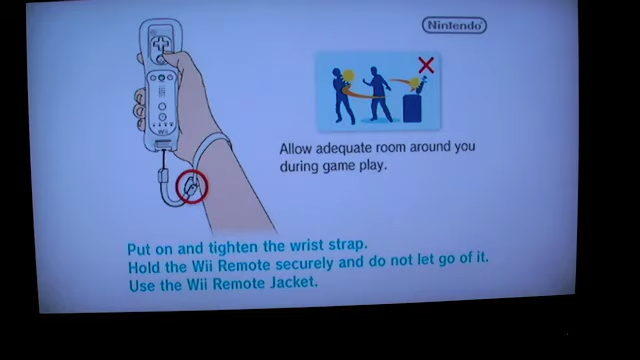 Nintendo
Wii
Allow adequate room around you
during game play.
Put on and tighten the wrist strap.
Hold the Wii Remote securely and do not let go of it.
Use the Wii Remote Jacket.